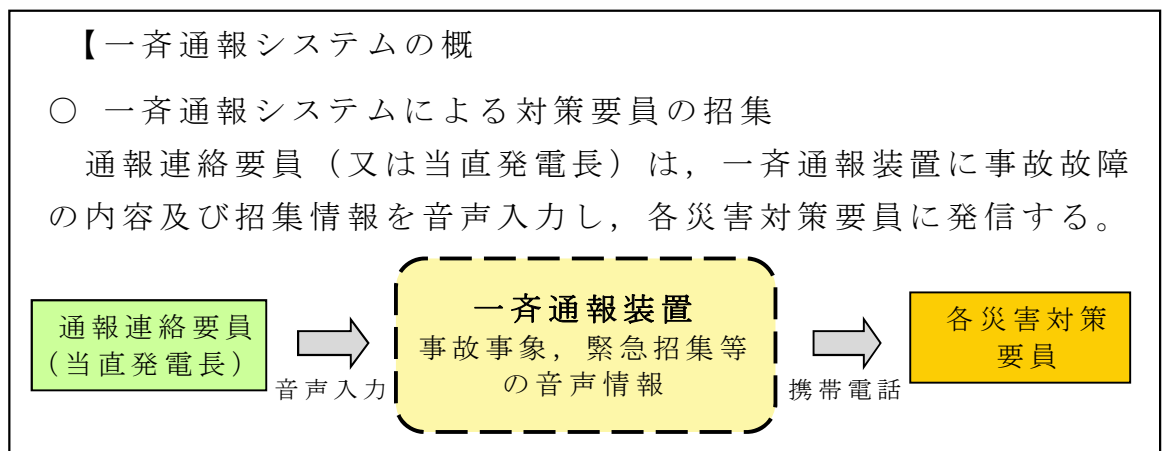 【一斉通報システムの概
○ 一斉通報システムによる対策要員の招集
通報連絡要員（又は当直発電長）は，一斉通報装置に事故故障
の内容及び招集情報を音声入力し，各災害対策要員に発信する。
通報連絡要員
（当直発電長）
音声入力
一斉通報装置
事故事象，緊急招集等
の音声情報
携帯電話
各災害対策
要員